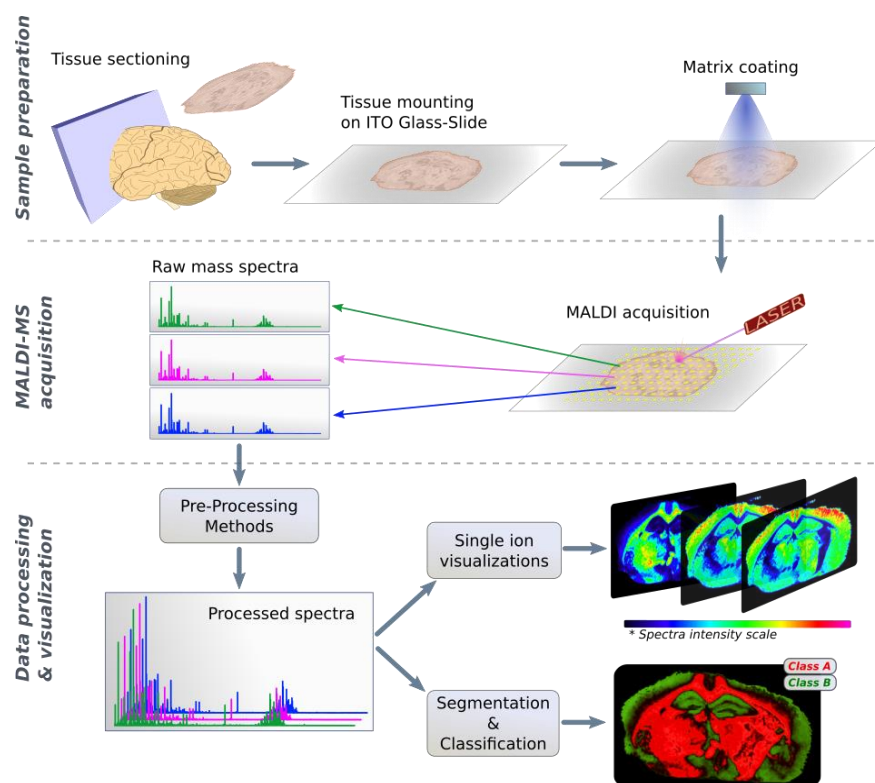 Sample preparation
Tissue sectioning
Tissue mounting
on ITO Glass-Slide
Matrix coating
MALDI-MS
acquisition
Raw mass spectra
MALDI acquisition
LASER
Data processing
& visualization
Pre-Processing
Methods
Processed spectra
Single ion
visualizations
* Spectra intensity scale
Segmentation
&
Classification
Class A
Class B